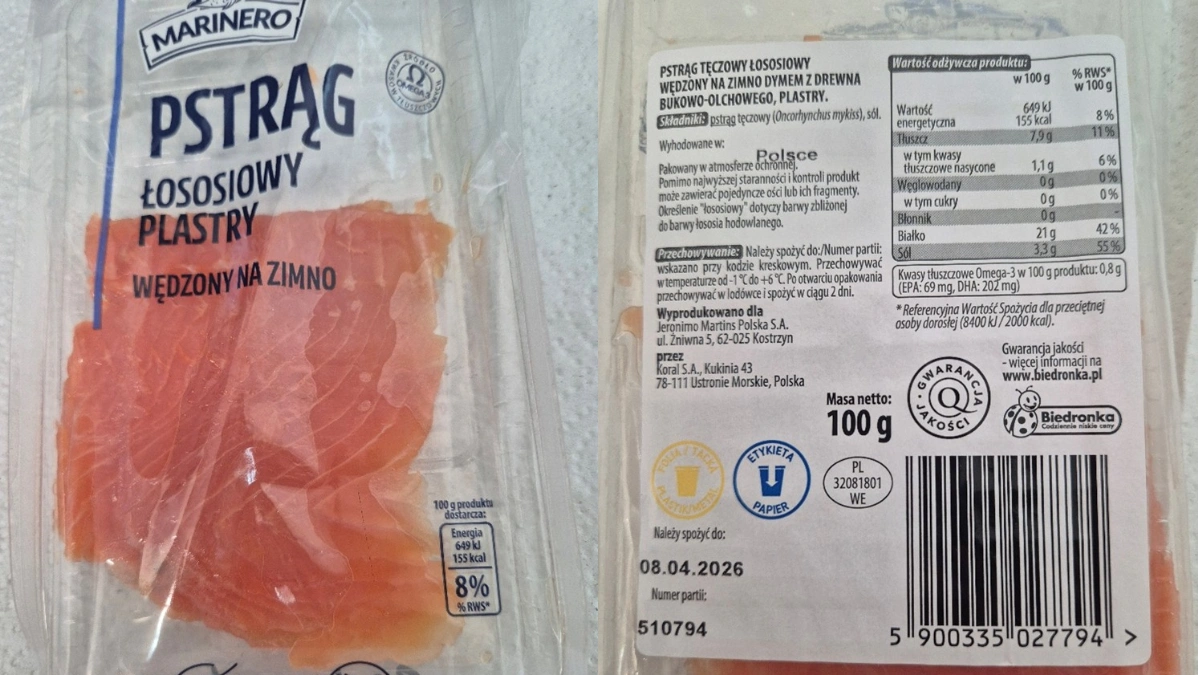 MARINERO
PSTRĄG
ŁOSOSIOWY
PLASTRY
WĘDZONY NA ZIMNO
OMEGA 3
100 g produktu
dostarcza:
Energia
649 kJ
155 kcal
8%
% RWS*
PSTRĄG TĘCZOWY ŁOSOSIOWY
WĘDZONY NA ZIMNO DYMEM Z DREWNA
BUKOWO-OLCHOWEGO, PLASTRY.
Składniki: pstrąg tęczowy (Oncorhynchus mykiss), sól.
Wyhodowane w:
Polsce
Pakowany w atmosferze ochronnej.
Pomimo najwyższej staranności i kontroli produkt
może zawierać pojedyncze ości lub ich fragmenty.
Określenie "łososiowy" dotyczy barwy zbliżonej
do barwy łososia hodowlanego.
Przechowywanie: Należy spożyć do:/Numer partii:
wskazano przy kodzie kreskowym. Przechowywać
w temperaturze od -1 °C do +6 °C. Po otwarciu opakowania
przechowywać w lodówce i spożyć w ciągu 2 dni.
Wyprodukowano dla
Jeronimo Martins Polska S.A.
ul. Żniwna 5, 62-025 Kostrzyn
przez
Koral S.A., Kukinia 43
78-111 Ustronie Morskie, Polska
Masa netto:
100 g
FOLIA / TACKA
PLASTIK/METAL
ETYKIETA
PAPIER
PL
32081801
WE
Należy spożyć do:
08.04.2026
Numer partii:
510794
Wartość odżywcza produktu:
w 100 g % RWS*
w 100 g
Wartość
energetyczna 649 kJ
155 kcal 8 %
Tłuszcz 7,9 g 11 %
w tym kwasy
tłuszczowe nasycone 1,1 g 6 %
Węglowodany 0 g 0 %
w tym cukry 0 g 0 %
Błonnik 0 g -
Białko 21 g 42 %
Sól 3,3 g 55 %
Kwasy tłuszczowe Omega-3 w 100 g produktu: 0,8 g
(EPA: 69 mg, DHA: 202 mg)
* Referencyjna Wartość Spożycia dla przeciętnej
osoby dorosłej (8400 kJ / 2000 kcal).
GWARANCJA
Q
JAKOŚCI
Gwarancja jakości
- więcej informacji na
www.biedronka.pl
Biedronka
Codziennie niskie ceny
5 900335 027794 >